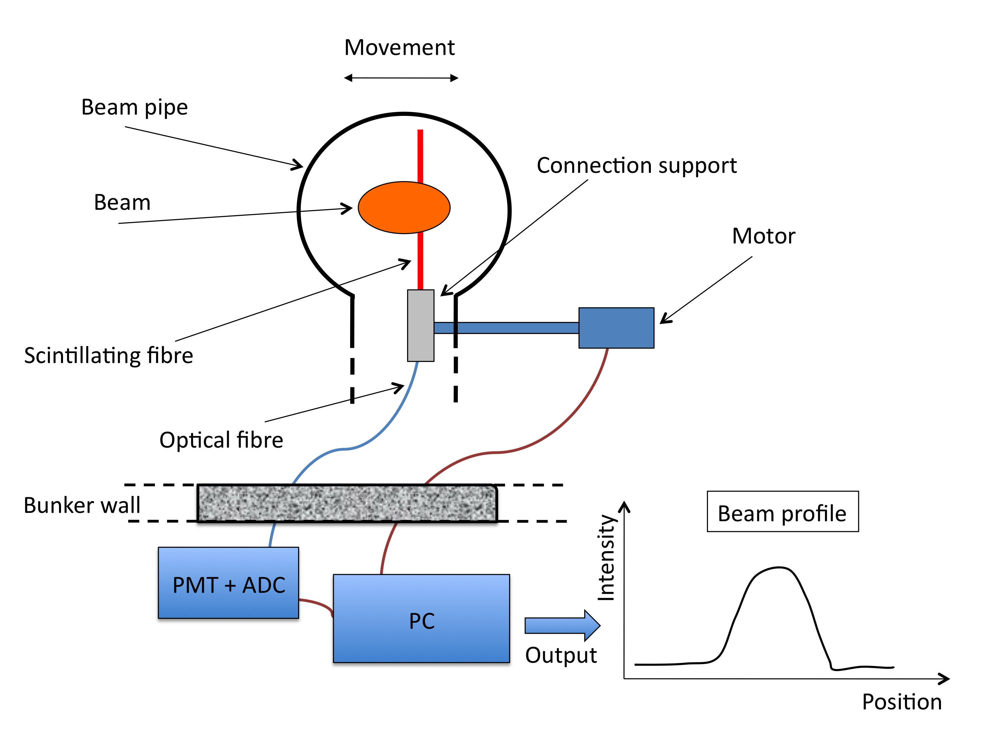 Movement
Beam pipe
Connection support
Beam
Motor
Scintillating fibre
Optical fibre
Bunker wall
Beam profile
Intensity
PMT + ADC
PC
Output
Position